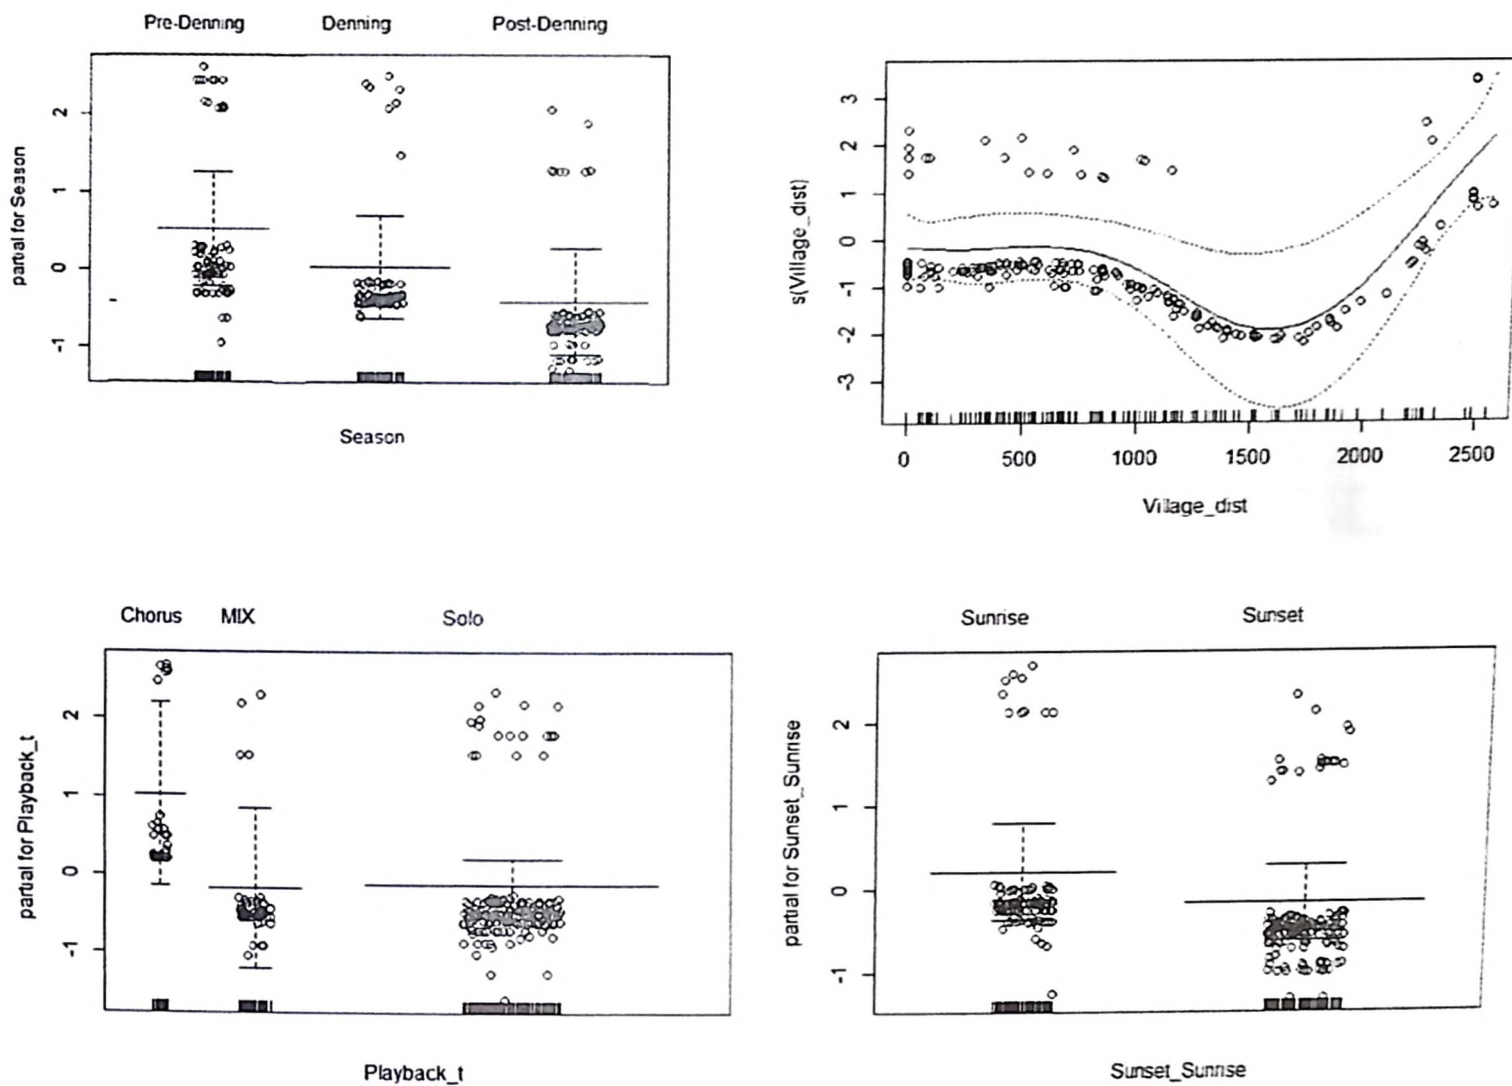 Pre-Denning Denning Post-Denning
partial for Season
2
1
0
-1
Season
s(Village_dist)
3
2
1
0
-1
-2
-3
0 500 1000 1500 2000 2500
Village_dist
Chorus MIX Solo
partial for Playback_t
2
1
0
-1
Playback_t
Sunrise Sunset
partial for Sunset_Sunrise
2
1
0
-1
Sunset_Sunrise